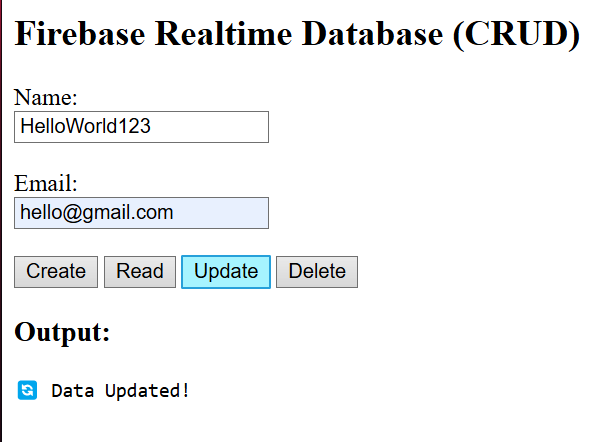 Firebase Realtime Database (CRUD)
Name:
HelloWorld123
Email:
hello@gmail.com
Create Read Update Delete
Output:
🔄 Data Updated!